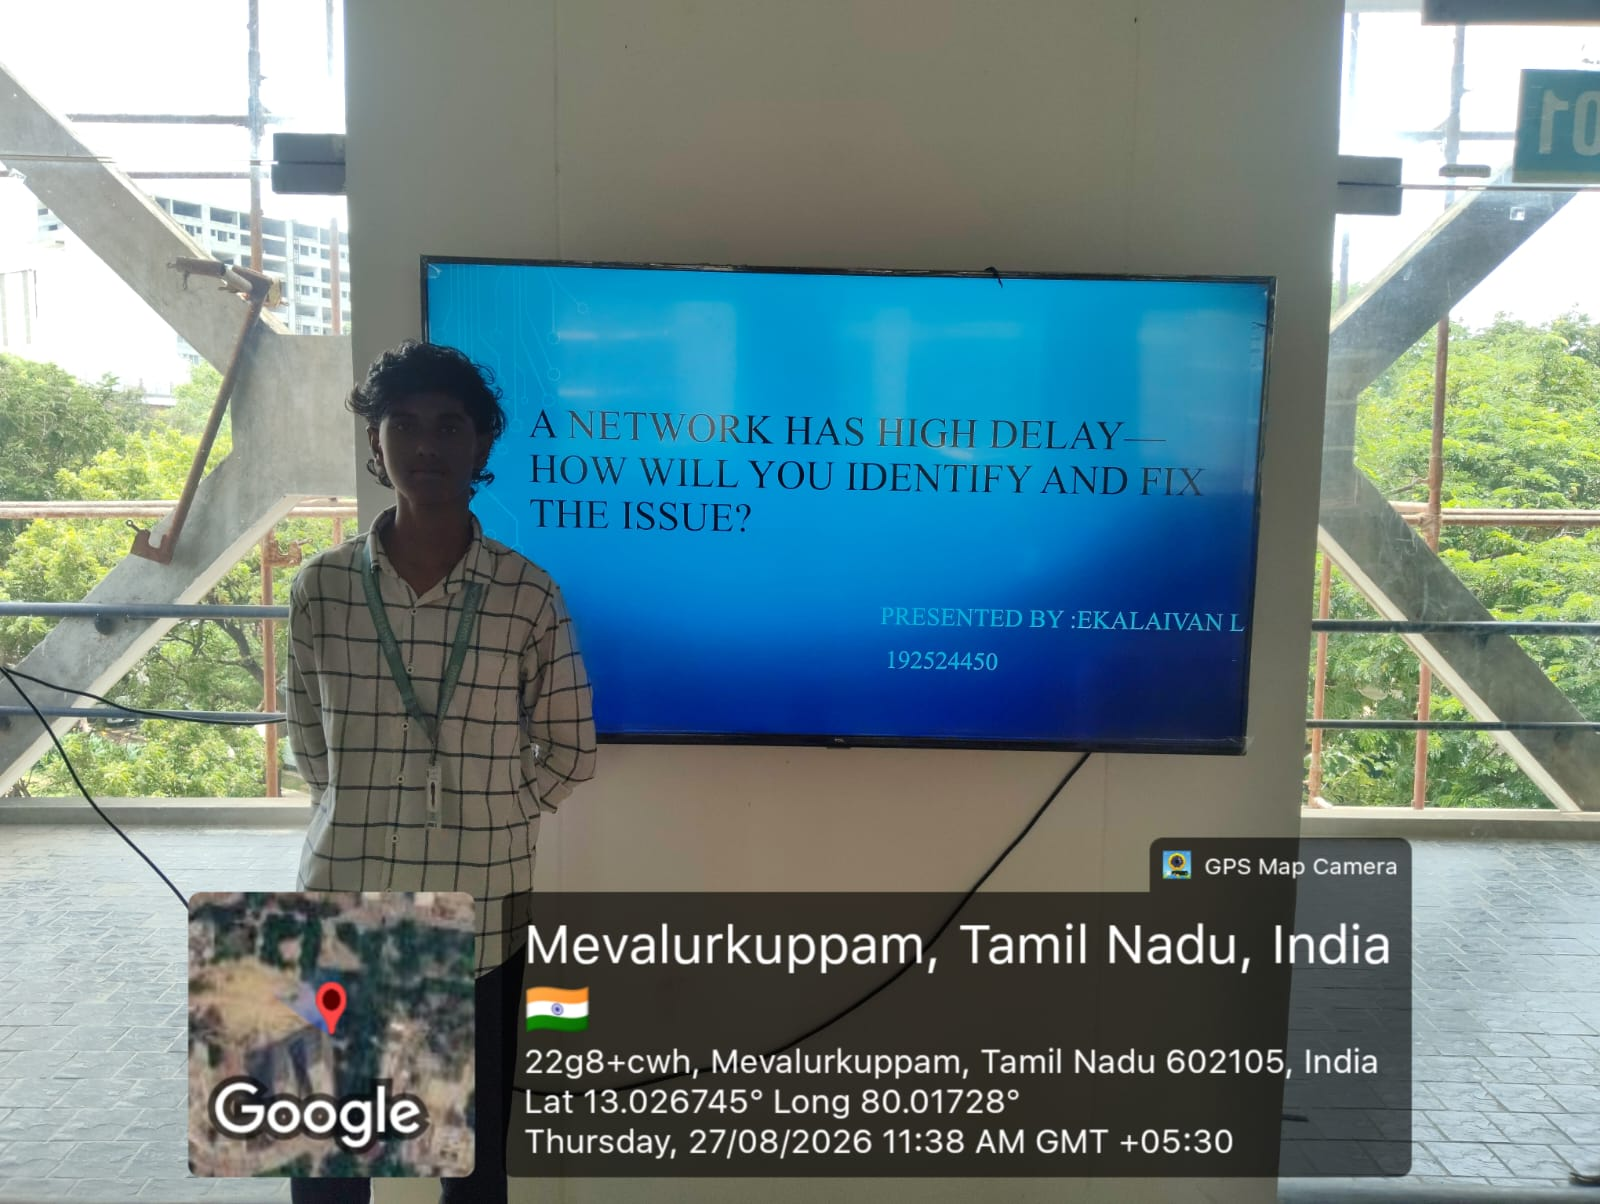 A NETWORK HAS HIGH DELAY—
HOW WILL YOU IDENTIFY AND FIX
THE ISSUE?
PRESENTED BY :EKALAIVAN L
192524450
TCL
01
GPS Map Camera
Mevalurkuppam, Tamil Nadu, India
22g8+cwh, Mevalurkuppam, Tamil Nadu 602105, India
Lat 13.026745° Long 80.01728°
Thursday, 27/08/2026 11:38 AM GMT +05:30
Google